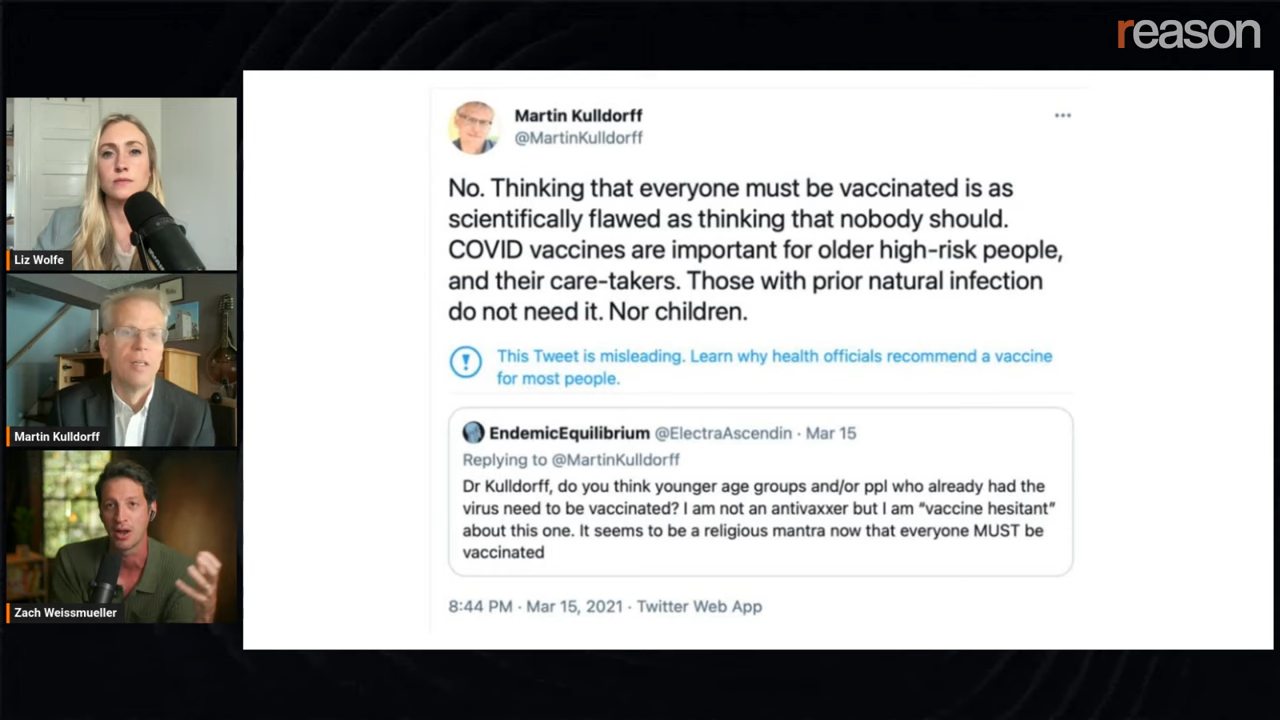 reason
Liz Wolfe
Martin Kulldorff
Zach Weissmueller
Martin Kulldorff
@MartinKulldorff
No. Thinking that everyone must be vaccinated is as
scientifically flawed as thinking that nobody should.
COVID vaccines are important for older high-risk people,
and their care-takers. Those with prior natural infection
do not need it. Nor children.
This Tweet is misleading. Learn why health officials recommend a vaccine
for most people.
EndemicEquilibrium @ElectraAscendin · Mar 15
Replying to @MartinKulldorff
Dr Kulldorff, do you think younger age groups and/or ppl who already had the
virus need to be vaccinated? I am not an antivaxxer but I am “vaccine hesitant”
about this one. It seems to be a religious mantra now that everyone MUST be
vaccinated
8:44 PM · Mar 15, 2021 · Twitter Web App